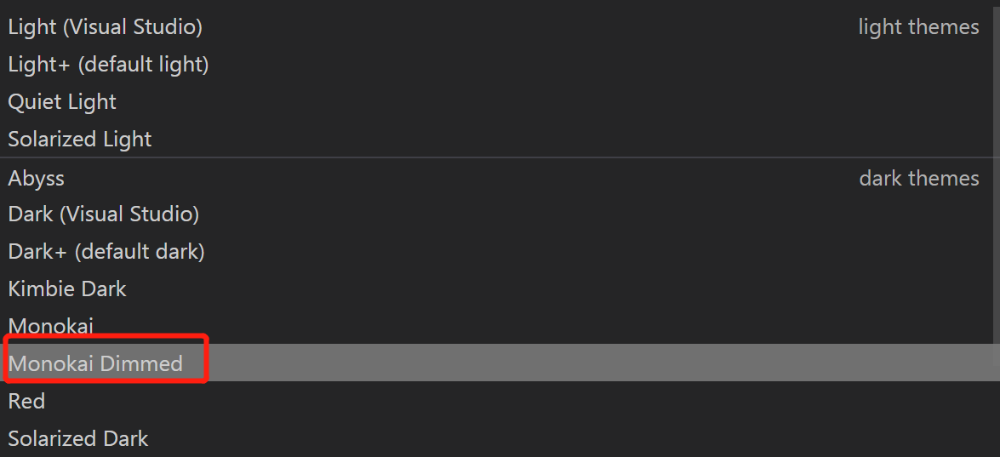 Light (Visual Studio) light themes
Light+ (default light)
Quiet Light
Solarized Light
Abyss dark themes
Dark (Visual Studio)
Dark+ (default dark)
Kimbie Dark
Monokai
Monokai Dimmed
Red
Solarized Dark